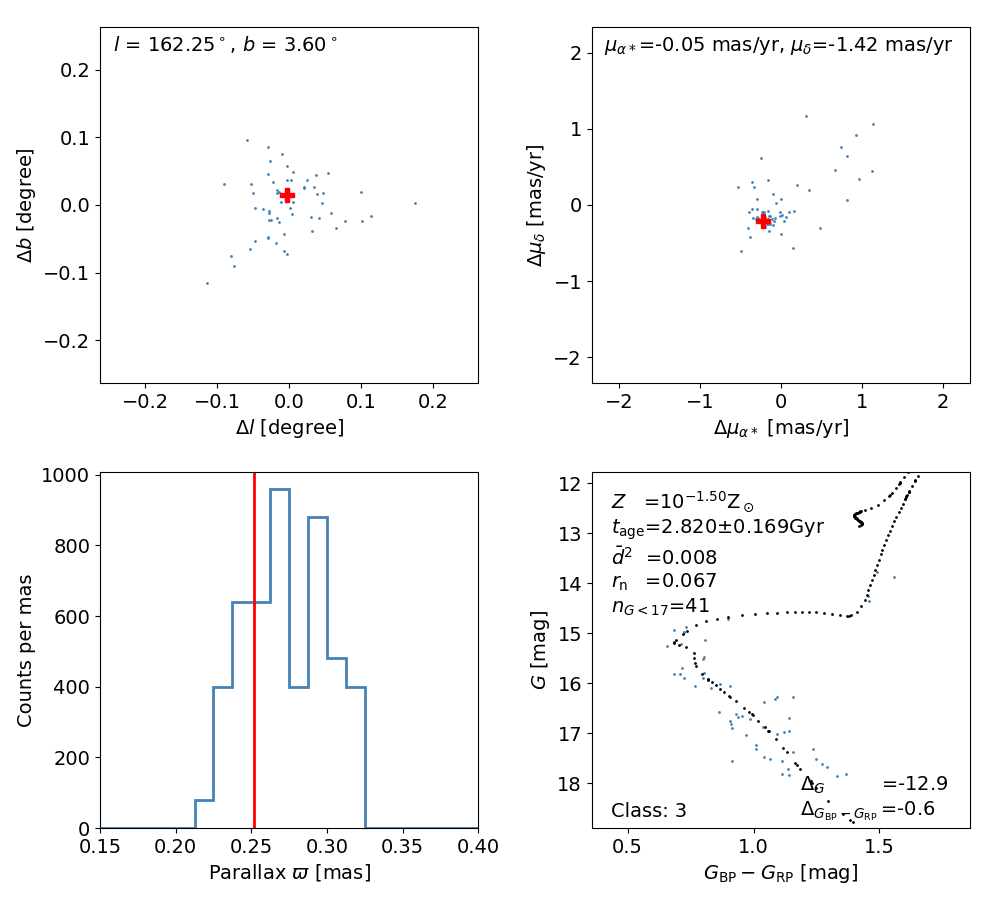 l = 162.25°, b = 3.60°
0.2
0.1
0.0
−0.1
−0.2
Δb [degree]
−0.2 −0.1 0.0 0.1 0.2
Δl [degree]
μα∗=-0.05 mas/yr, μδ=-1.42 mas/yr
2
1
0
−1
−2
Δμδ [mas/yr]
−2 −1 0 1 2
Δμα∗ [mas/yr]
1000
800
600
400
200
0
Counts per mas
0.15 0.20 0.25 0.30 0.35 0.40
Parallax ϖ [mas]
Z =10−1.50Z⊙
tage=2.820±0.169Gyr
d̄2 =0.008
rn =0.067
nG<17=41
12
13
14
15
16
17
18
G [mag]
ΔG =-12.9
Class: 3 ΔGBP−GRP=-0.6
0.5 1.0 1.5
GBP − GRP [mag]